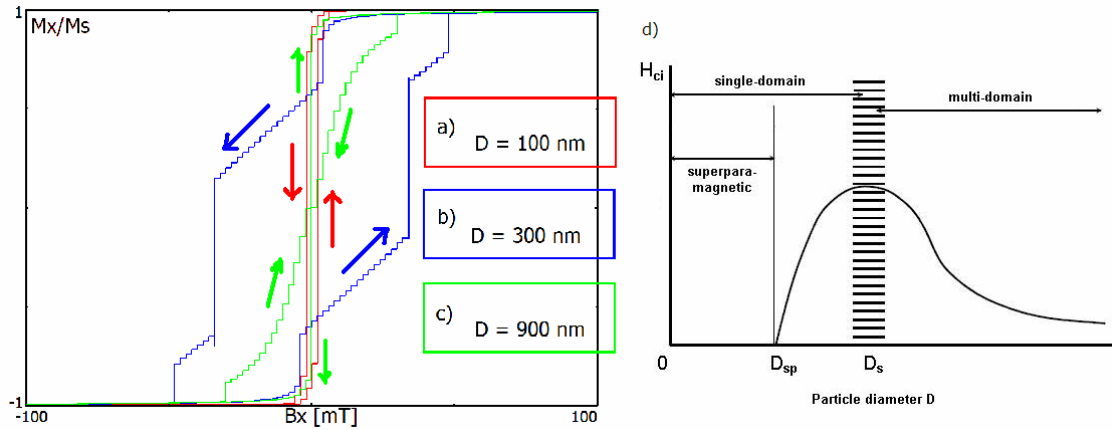 1
Mx/Ms
-1
-100
Bx [mT]
100
a)
D = 100 nm
b)
D = 300 nm
c)
D = 900 nm
d)
Hci
single-domain
multi-domain
superpara-
magnetic
0
Dsp
Ds
Particle diameter D